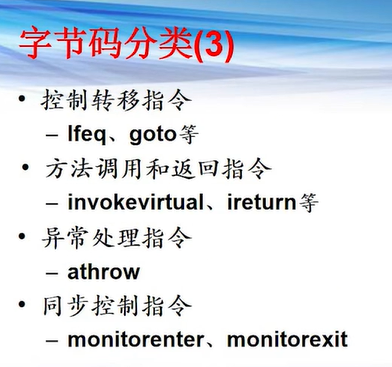 字节码分类(3)
• 控制转移指令
– Ifeq、goto等
• 方法调用和返回指令
– invokevirtual、ireturn等
• 异常处理指令
– athrow
• 同步控制指令
– monitorenter、monitorexit